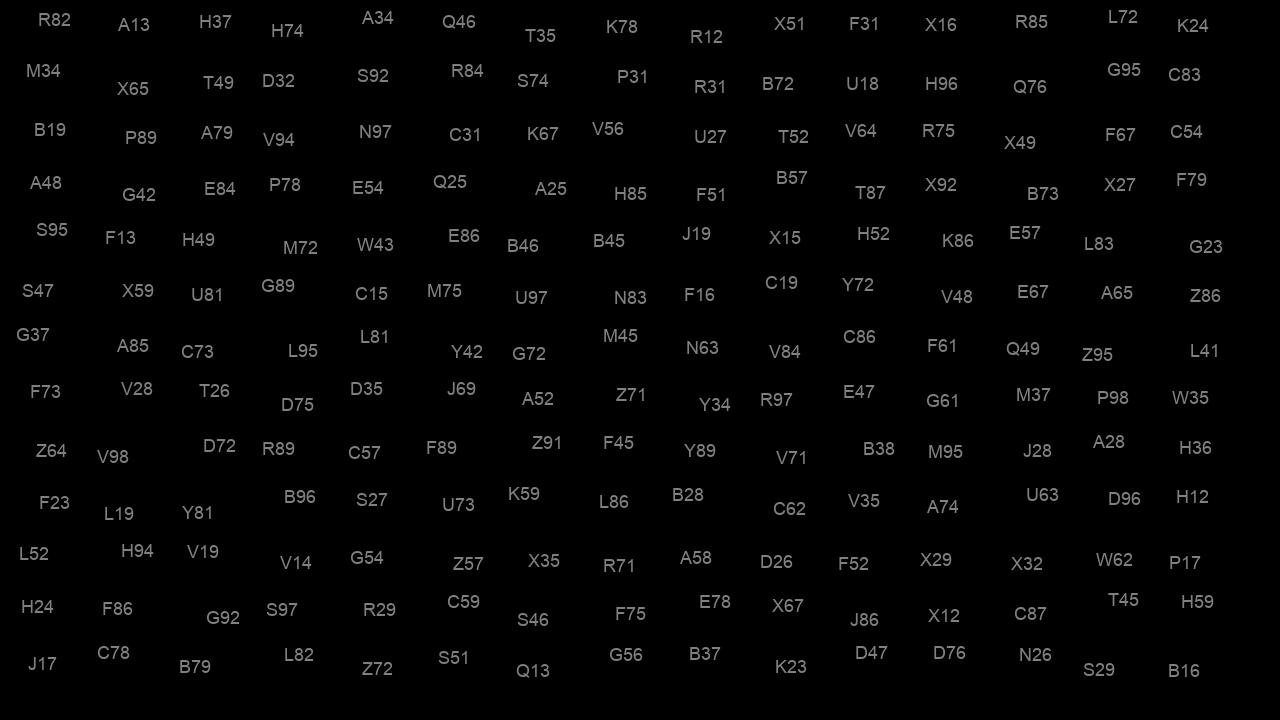 R82 A13 H37 H74 A34 Q46 T35 K78 R12 X51 F31 X16 R85 L72 K24
M34 X65 T49 D32 S92 R84 S74 P31 R31 B72 U18 H96 Q76 G95 C83
B19 P89 A79 V94 N97 C31 K67 V56 U27 T52 V64 R75 X49 F67 C54
A48 G42 E84 P78 E54 Q25 A25 H85 F51 B57 T87 X92 B73 X27 F79
S95 F13 H49 M72 W43 E86 B46 B45 J19 X15 H52 K86 E57 L83 G23
S47 X59 U81 G89 C15 M75 U97 N83 F16 C19 Y72 V48 E67 A65 Z86
G37 A85 C73 L95 L81 Y42 G72 M45 N63 V84 C86 F61 Q49 Z95 L41
F73 V28 T26 D75 D35 J69 A52 Z71 Y34 R97 E47 G61 M37 P98 W35
Z64 V98 D72 R89 C57 F89 Z91 F45 Y89 V71 B38 M95 J28 A28 H36
F23 L19 Y81 B96 S27 U73 K59 L86 B28 C62 V35 A74 U63 D96 H12
L52 H94 V19 V14 G54 Z57 X35 R71 A58 D26 F52 X29 X32 W62 P17
H24 F86 G92 S97 R29 C59 S46 F75 E78 X67 J86 X12 C87 T45 H59
J17 C78 B79 L82 Z72 S51 Q13 G56 B37 K23 D47 D76 N26 S29 B16